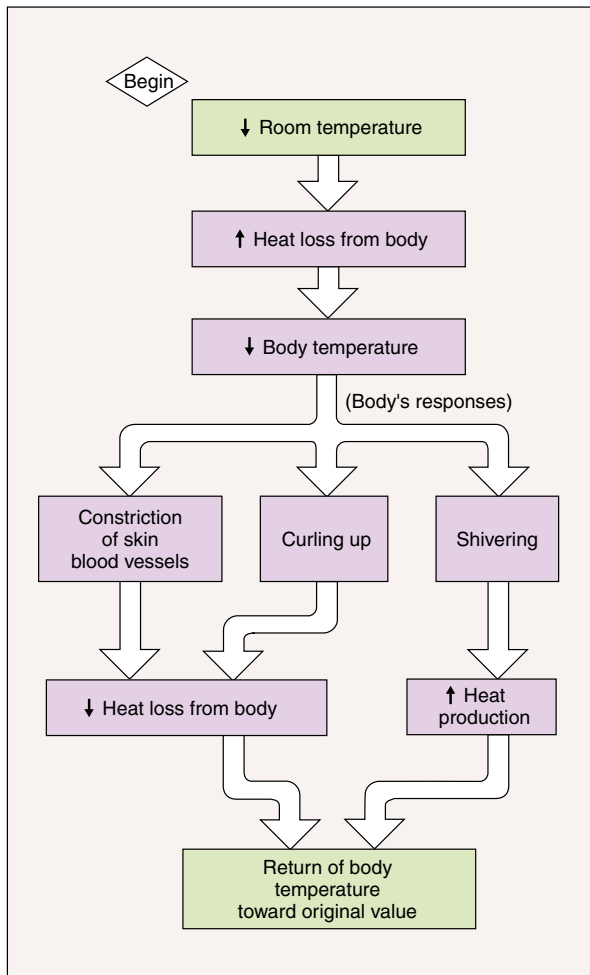 Begin
↓ Room temperature
↑ Heat loss from body
↓ Body temperature
(Body's responses)
Constriction
of skin
blood vessels
Curling up
Shivering
↓ Heat loss from body
↑ Heat
production
Return of body
temperature
toward original value